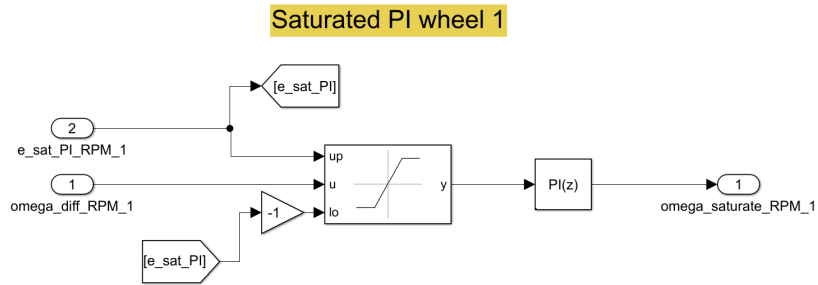 Saturated PI wheel 1
[e_sat_PI]
2
e_sat_PI_RPM_1
up
1
u
y
PI(z)
1
omega_diff_RPM_1
-1
lo
omega_saturate_RPM_1
[e_sat_PI]